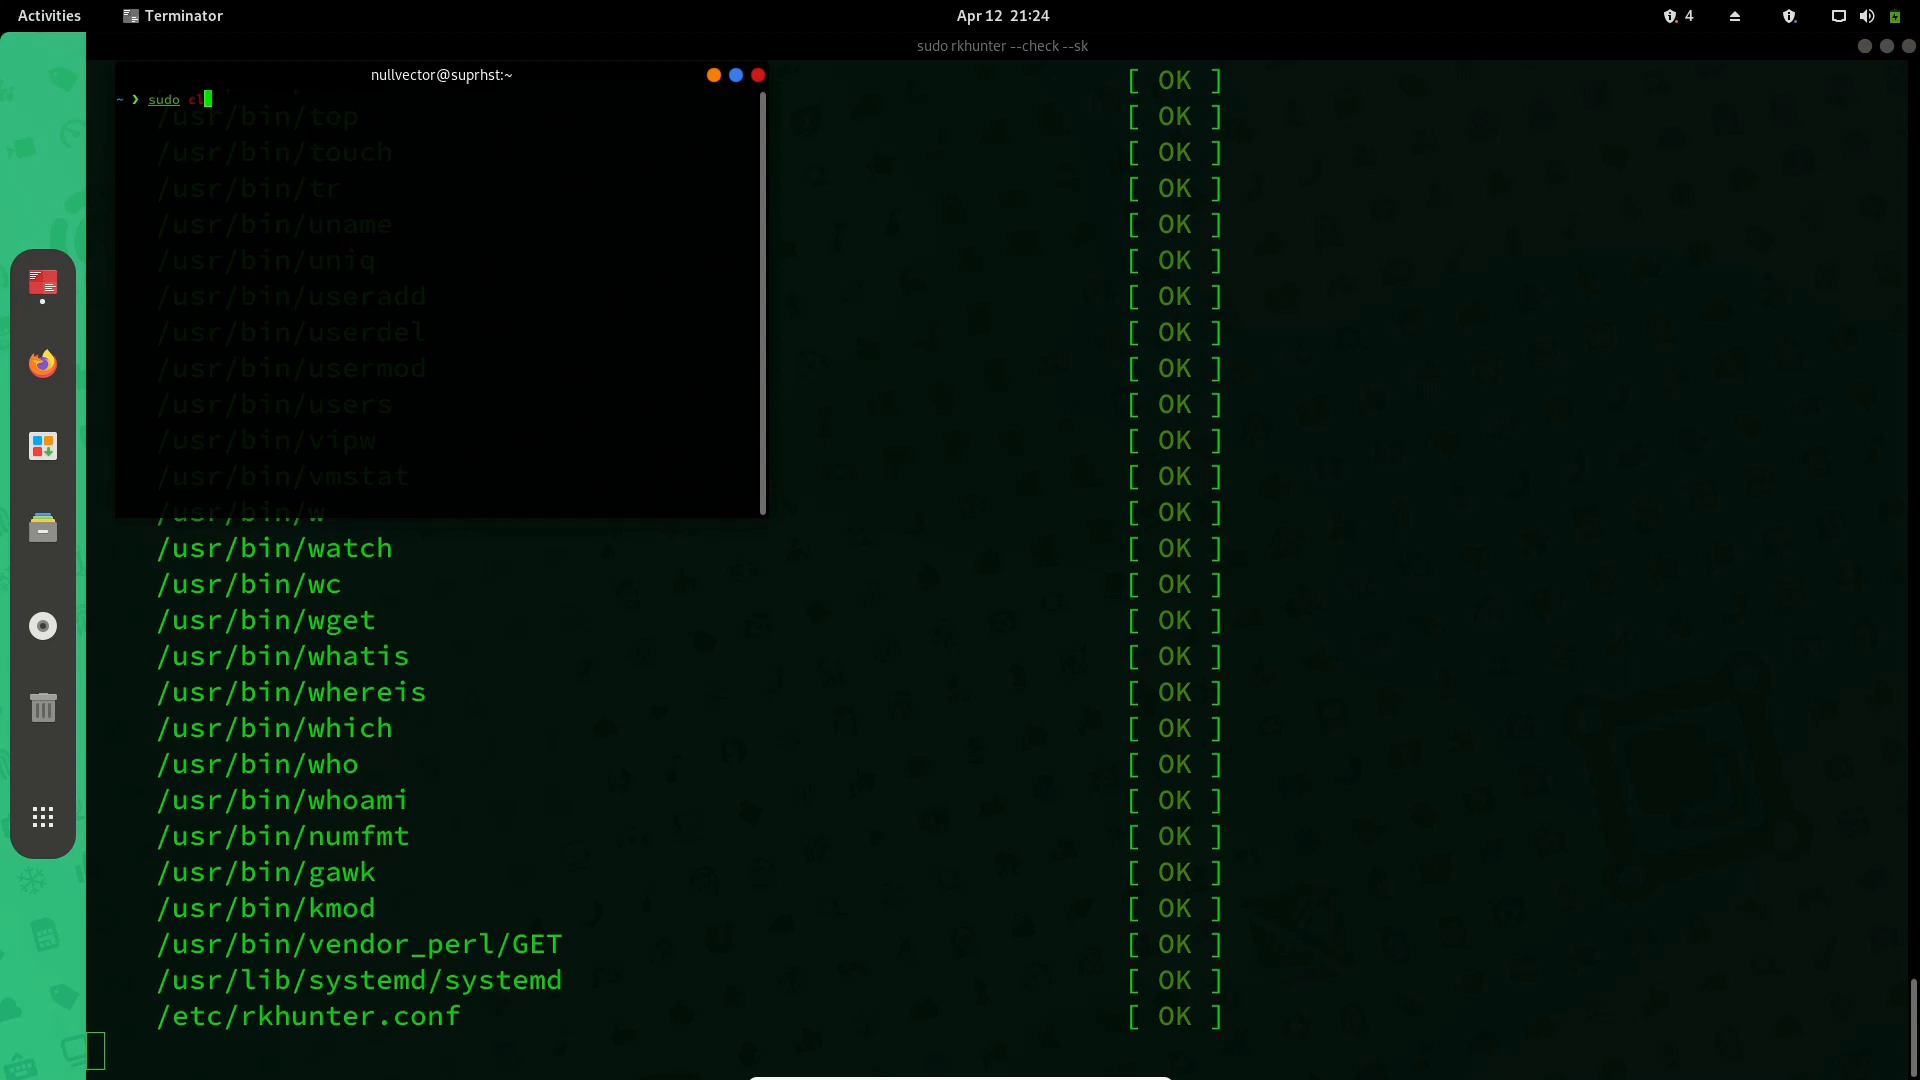 Activities Terminator Apr 12 21:24 4
sudo rkhunter --check --sk
nullvector@suprhst:~
~ ❯ sudo cl
[ OK ]
/usr/bin/top [ OK ]
/usr/bin/touch [ OK ]
/usr/bin/tr [ OK ]
/usr/bin/uname [ OK ]
/usr/bin/uniq [ OK ]
/usr/bin/useradd [ OK ]
/usr/bin/userdel [ OK ]
/usr/bin/usermod [ OK ]
/usr/bin/users [ OK ]
/usr/bin/vipw [ OK ]
/usr/bin/vmstat [ OK ]
/usr/bin/w [ OK ]
/usr/bin/watch [ OK ]
/usr/bin/wc [ OK ]
/usr/bin/wget [ OK ]
/usr/bin/whatis [ OK ]
/usr/bin/whereis [ OK ]
/usr/bin/which [ OK ]
/usr/bin/who [ OK ]
/usr/bin/whoami [ OK ]
/usr/bin/numfmt [ OK ]
/usr/bin/gawk [ OK ]
/usr/bin/kmod [ OK ]
/usr/bin/vendor_perl/GET [ OK ]
/usr/lib/systemd/systemd [ OK ]
/etc/rkhunter.conf [ OK ]